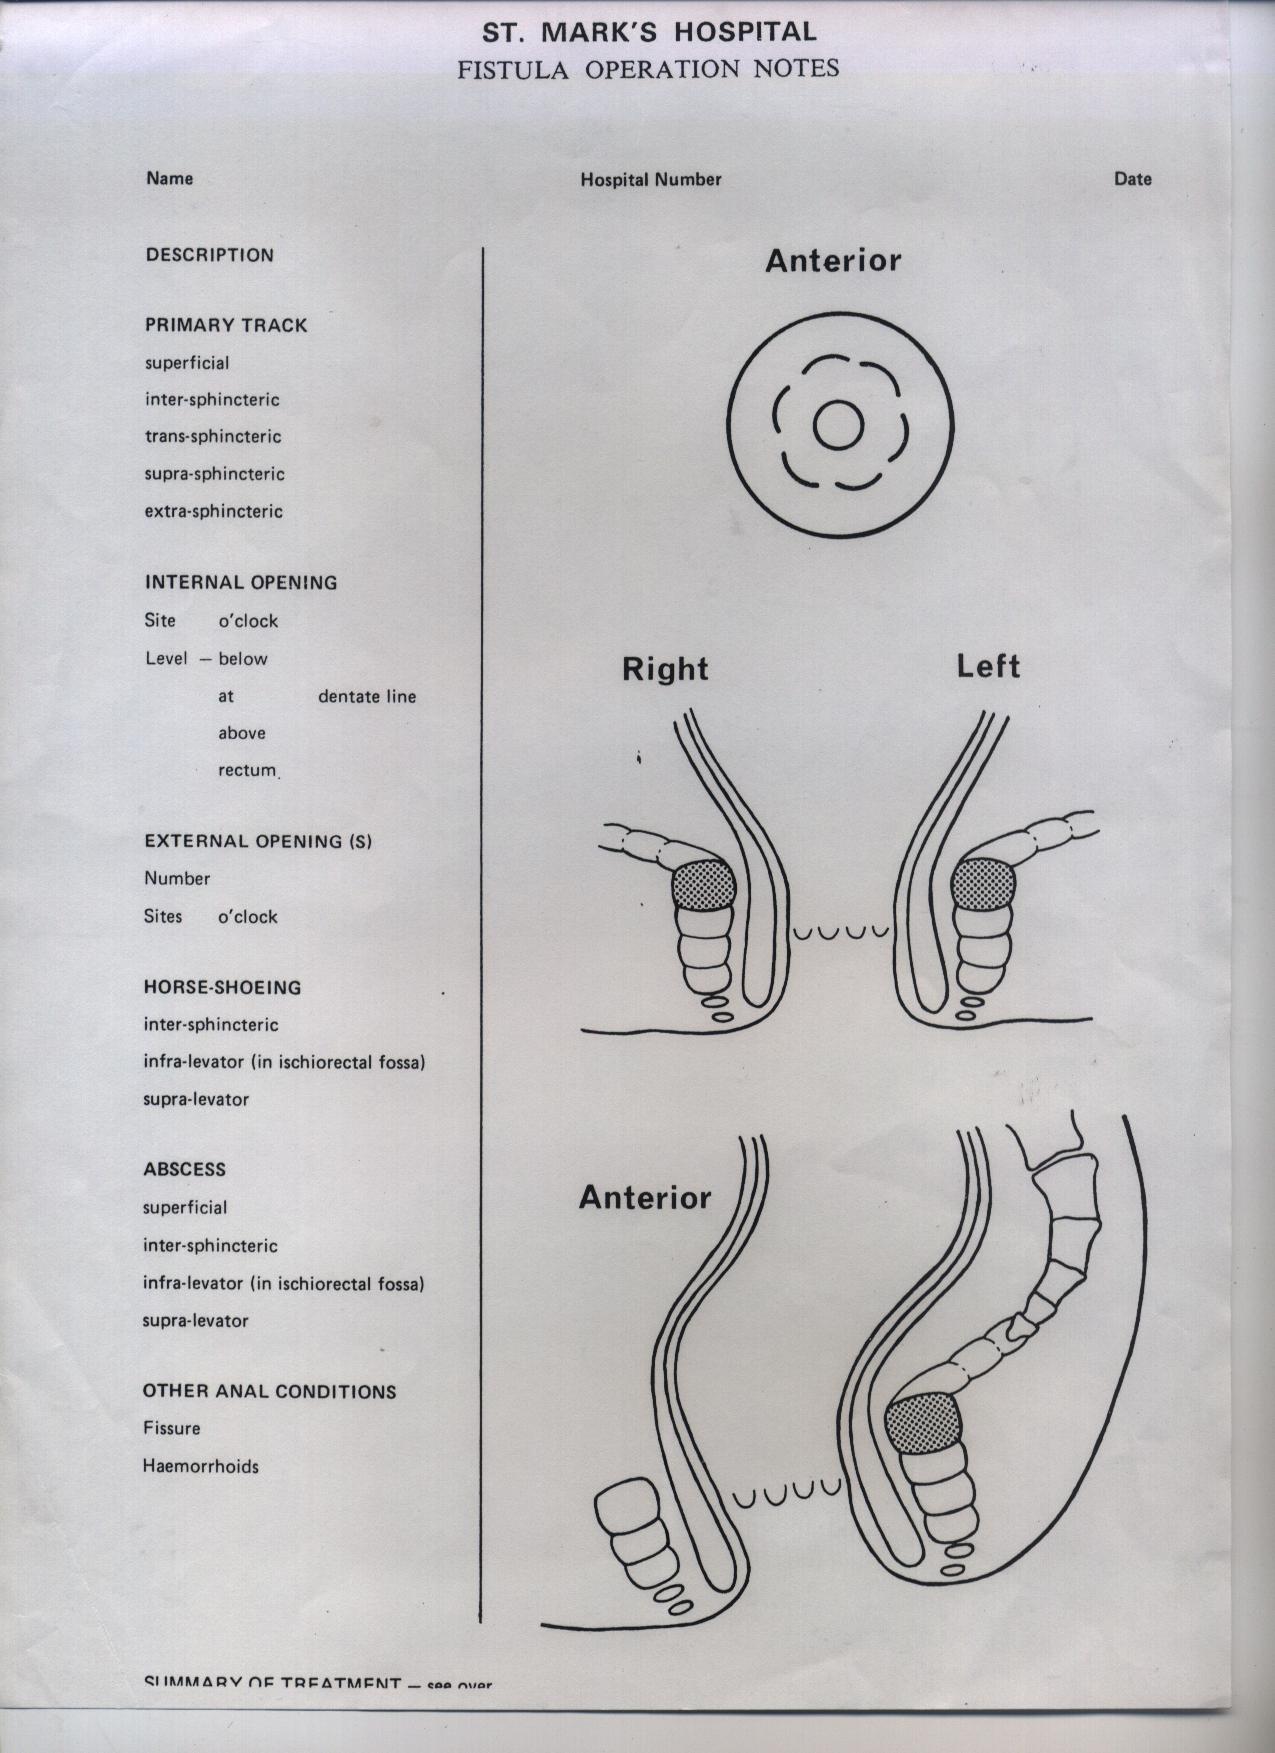 ST. MARK'S HOSPITAL
FISTULA OPERATION NOTES
Name Hospital Number Date
DESCRIPTION
PRIMARY TRACK
superficial
inter-sphincteric
trans-sphincteric
supra-sphincteric
extra-sphincteric
INTERNAL OPENING
Site o'clock
Level – below
at dentate line
above
rectum
EXTERNAL OPENING (S)
Number
Sites o'clock
HORSE-SHOEING
inter-sphincteric
infra-levator (in ischiorectal fossa)
supra-levator
ABSCESS
superficial
inter-sphincteric
infra-levator (in ischiorectal fossa)
supra-levator
OTHER ANAL CONDITIONS
Fissure
Haemorrhoids
SUMMARY OF TREATMENT – see over
Anterior
Right Left
Anterior